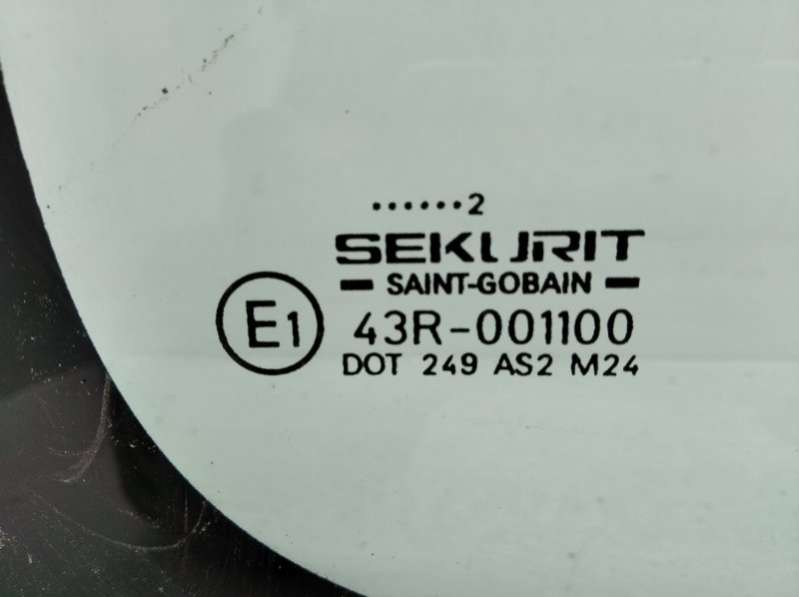 ......2
SEKURIT
SAINT-GOBAIN
E1 43R-001100
DOT 249 AS2 M24